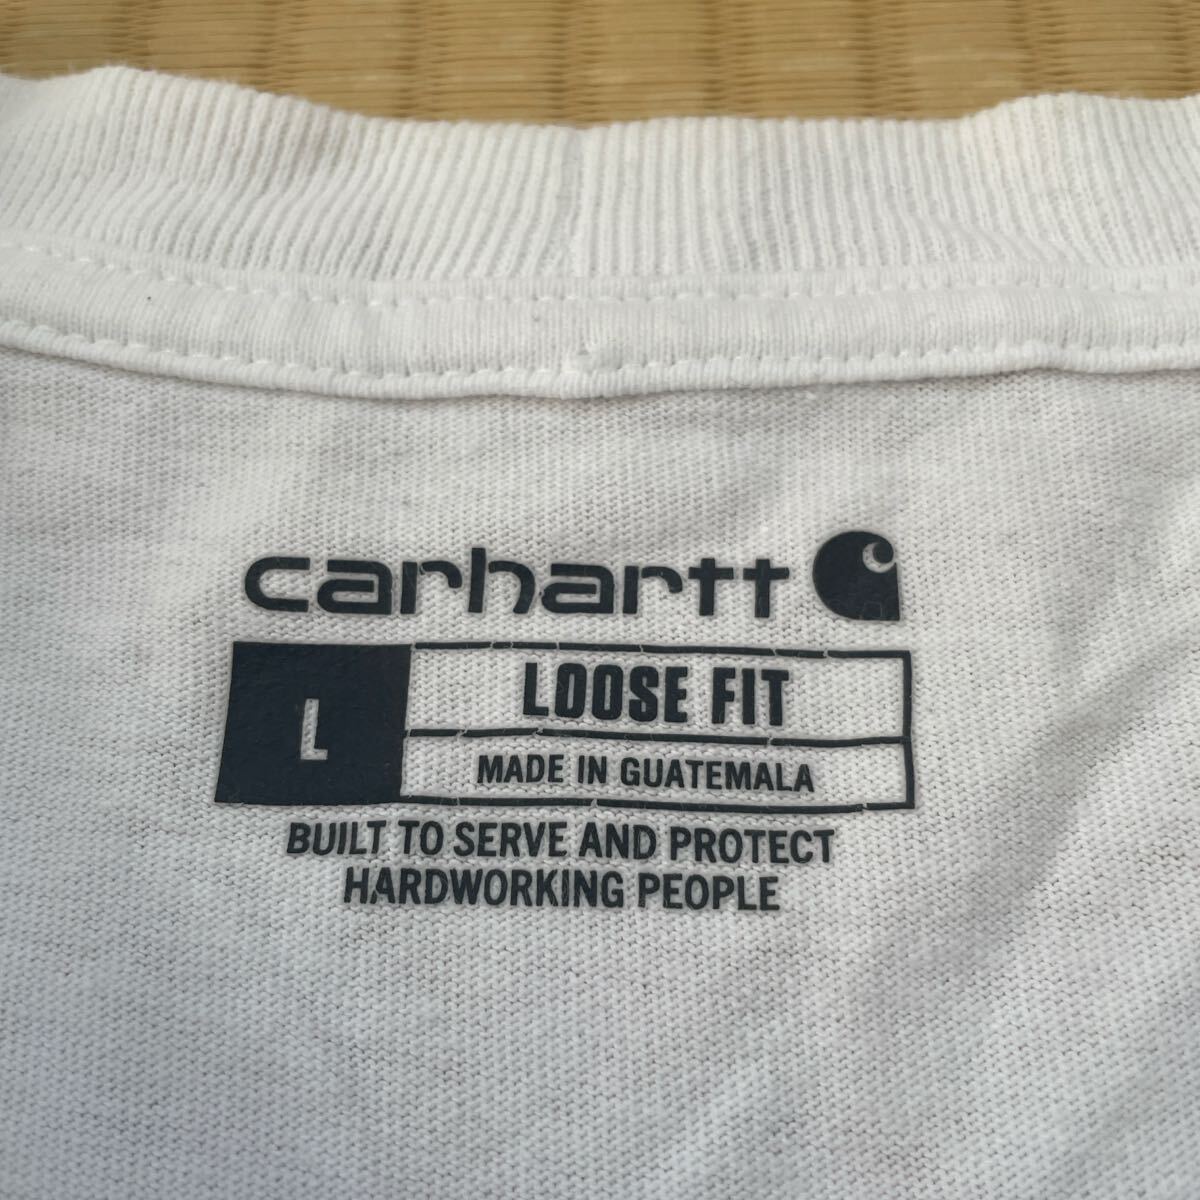 carhartt
L
LOOSE FIT
MADE IN GUATEMALA
BUILT TO SERVE AND PROTECT
HARDWORKING PEOPLE